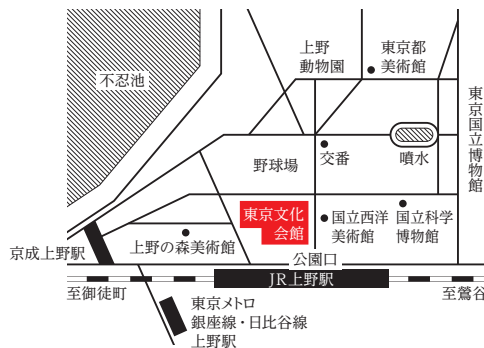 上野
動物園
東京都
美術館
不忍池
東京国立博物館
野球場
交番
噴水
東京文化
会館
国立西洋
美術館
国立科学
博物館
京成上野駅
上野の森美術館
公園口
JR上野駅
至御徒町
至鶯谷
東京メトロ
銀座線・日比谷線
上野駅